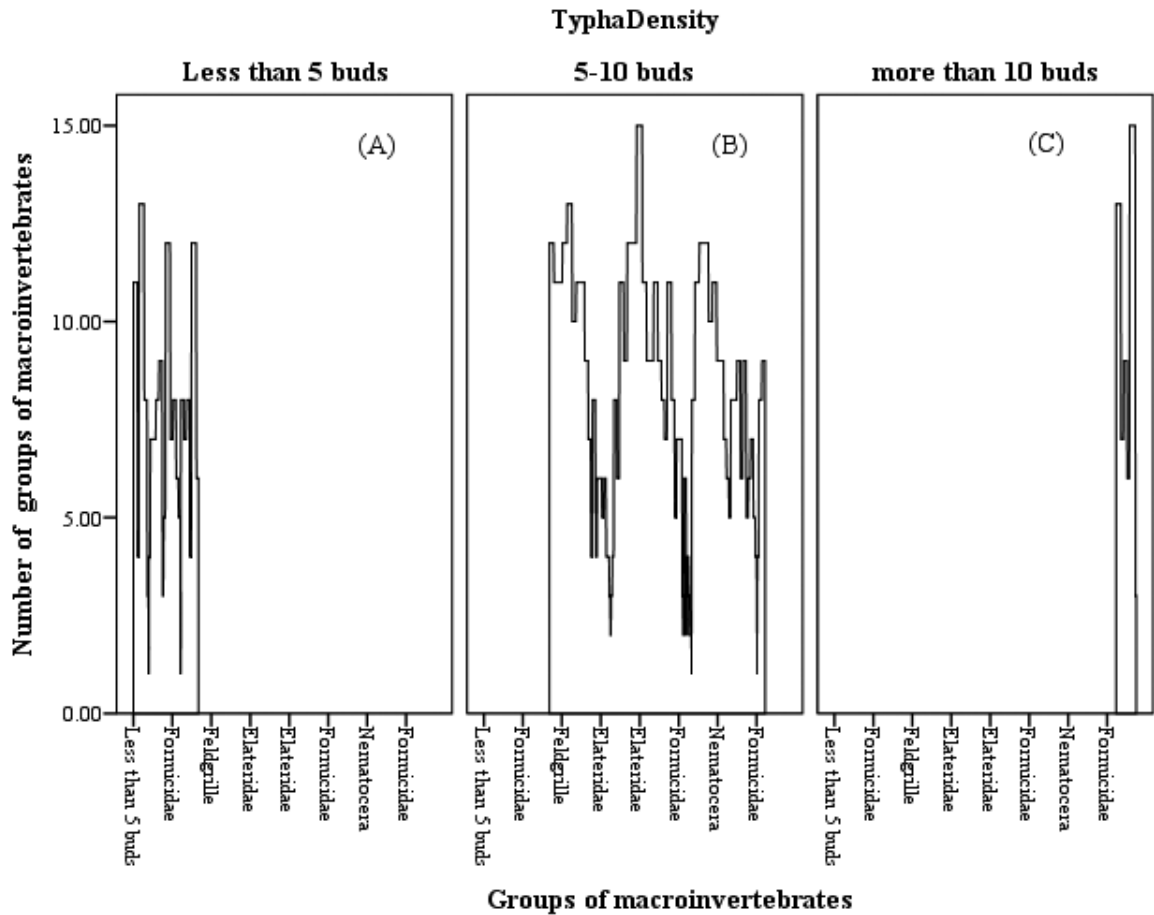 TyphaDensity
Less than 5 buds
5-10 buds
more than 10 buds
(A)
(B)
(C)
Number of groups of macroinvertebrates
15.00
10.00
5.00
0.00
Less than 5 buds
Formicidae
Feldgrille
Elateridae
Elateridae
Formicidae
Nematocera
Formicidae
Less than 5 buds
Formicidae
Feldgrille
Elateridae
Elateridae
Formicidae
Nematocera
Formicidae
Less than 5 buds
Formicidae
Feldgrille
Elateridae
Elateridae
Formicidae
Nematocera
Formicidae
Groups of macroinvertebrates